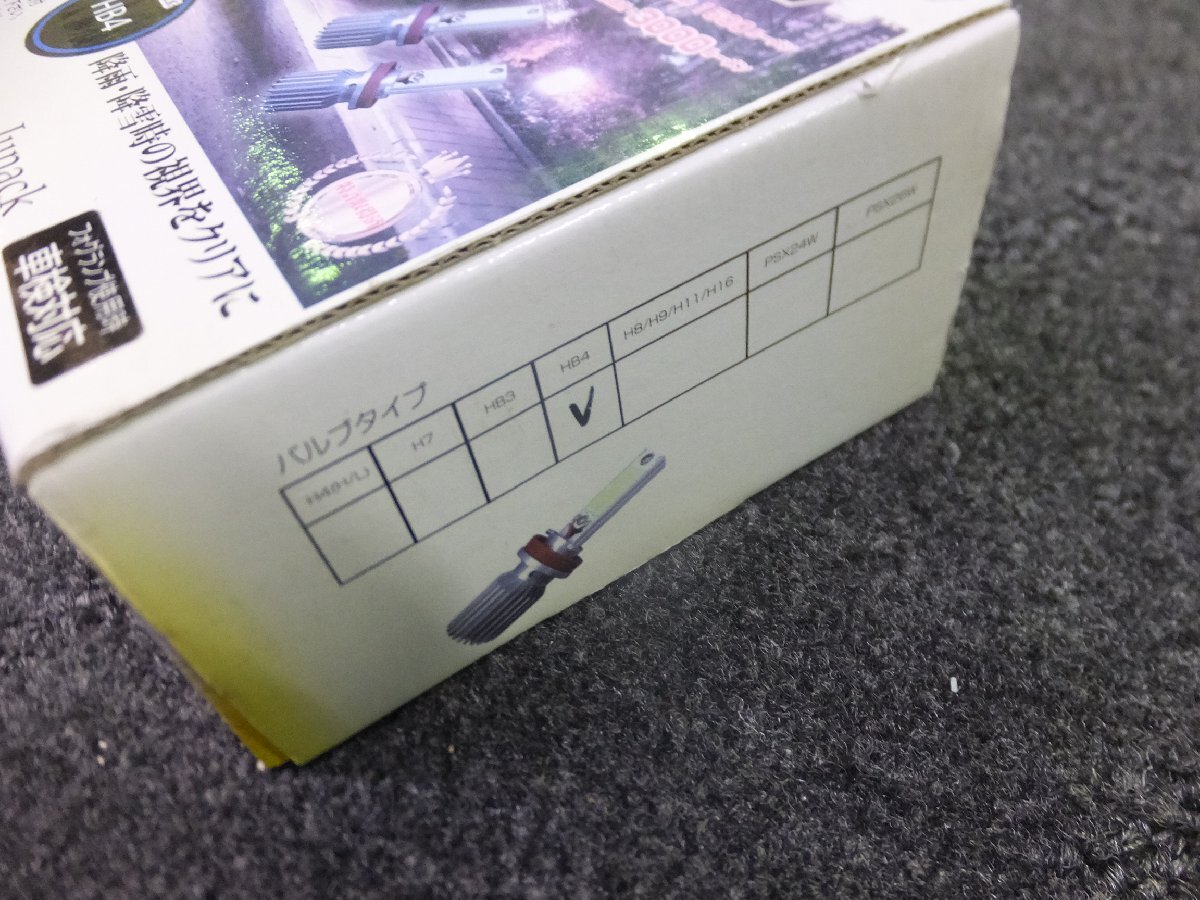 HB4
降雨・降雪時の視界をクリアに
Junack
フォグランプ使用時
車検対応
バルブタイプ
H4(H/L)
H7
HB3
HB4
H8/H9/H11/H16
PSX24W
PSX26W